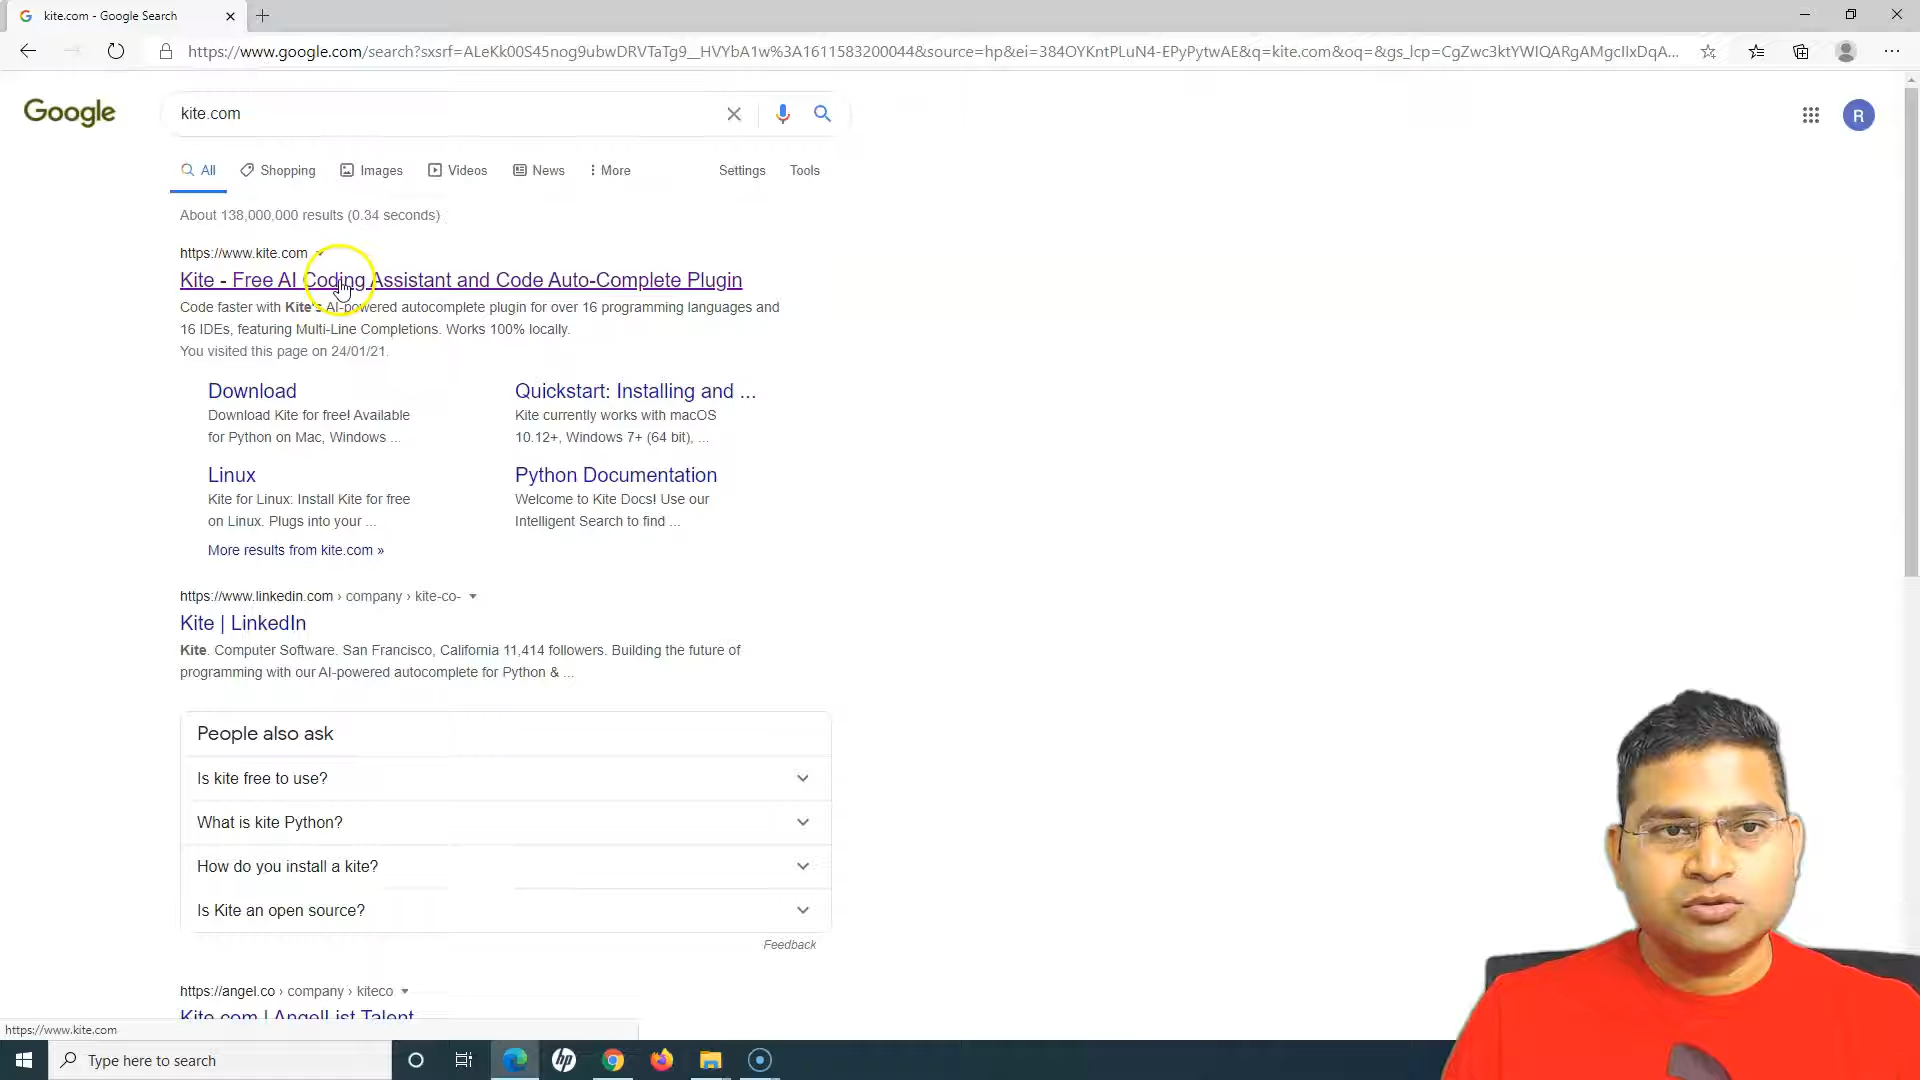 kite.com - Google Search
https://www.google.com/search?sxsrf=ALeKk00S45nog9ubwDRVTaTg9__HVYbA1w%3A1611583200044&source=hp&ei=384OYKntPLuN4-EPyPytwAE&q=kite.com&oq=&gs_lcp=CgZwc3ktYWIQARgAMgcIIxDqA...
Google
kite.com
R
All
Shopping
Images
Videos
News
More
Settings
Tools
About 138,000,000 results (0.34 seconds)
https://www.kite.com
Kite - Free AI Coding Assistant and Code Auto-Complete Plugin
Code faster with Kite's AI-powered autocomplete plugin for over 16 programming languages and
16 IDEs, featuring Multi-Line Completions. Works 100% locally.
You visited this page on 24/01/21.
Download
Download Kite for free! Available
for Python on Mac, Windows ...
Quickstart: Installing and ...
Kite currently works with macOS
10.12+, Windows 7+ (64 bit), ...
Linux
Kite for Linux: Install Kite for free
on Linux. Plugs into your ...
Python Documentation
Welcome to Kite Docs! Use our
Intelligent Search to find ...
More results from kite.com »
https://www.linkedin.com › company › kite-co-
Kite | LinkedIn
Kite. Computer Software. San Francisco, California 11,414 followers. Building the future of
programming with our AI-powered autocomplete for Python & ...
People also ask
Is kite free to use?
What is kite Python?
How do you install a kite?
Is Kite an open source?
Feedback
https://angel.co › company › kiteco
Kite.com | AngelList Talent
https://www.kite.com
Type here to search
hp